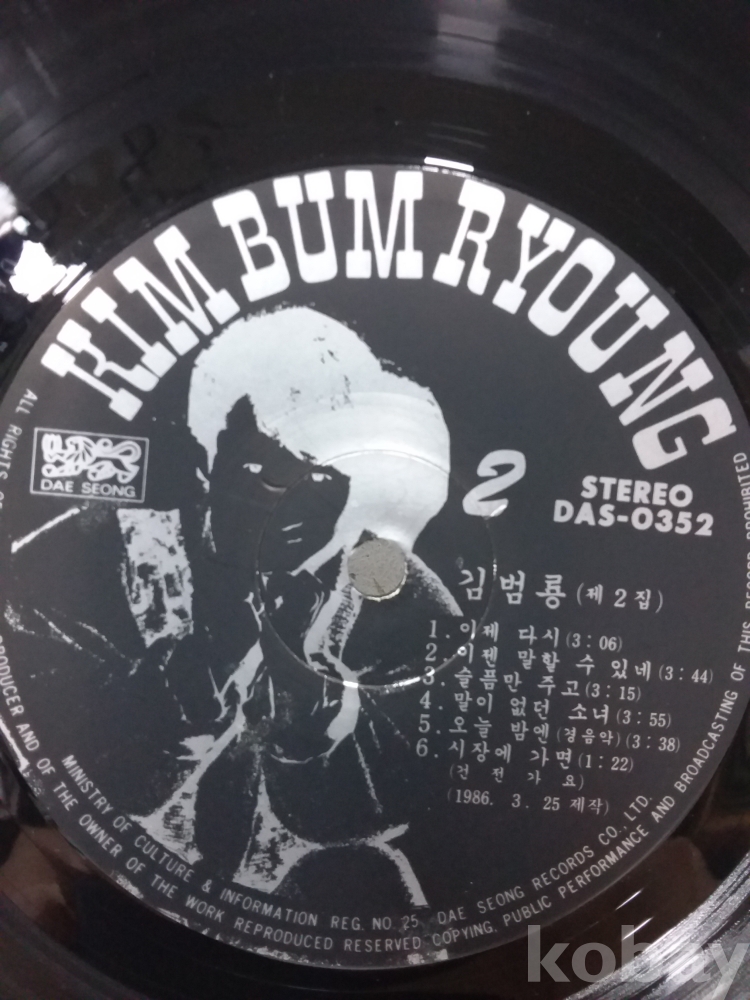 KIM BUM RYOUNG
DAE SEONG
2
STEREO
DAS-0352
김범룡 (제2집)
1. 이제 다시 (3:06)
2. 이젠 말할 수 있네 (3:44)
3. 슬픔만 주고 (3:15)
4. 말이 없던 소녀 (3:55)
5. 오늘 밤엔 (경음악) (3:38)
6. 시장에 가면 (1:22)
(건전가요)
(1986. 3. 25 제작)
MINISTRY OF CULTURE & INFORMATION REG. NO. 25. DAE SEONG RECORDS CO., LTD.
ALL RIGHTS OF
PRODUCER AND OF THE OWNER OF THE WORK REPRODUCED RESERVED COPYING, PUBLIC PERFORMANCE AND BROADCASTING OF THIS RECORD PROHIBITED
kobay